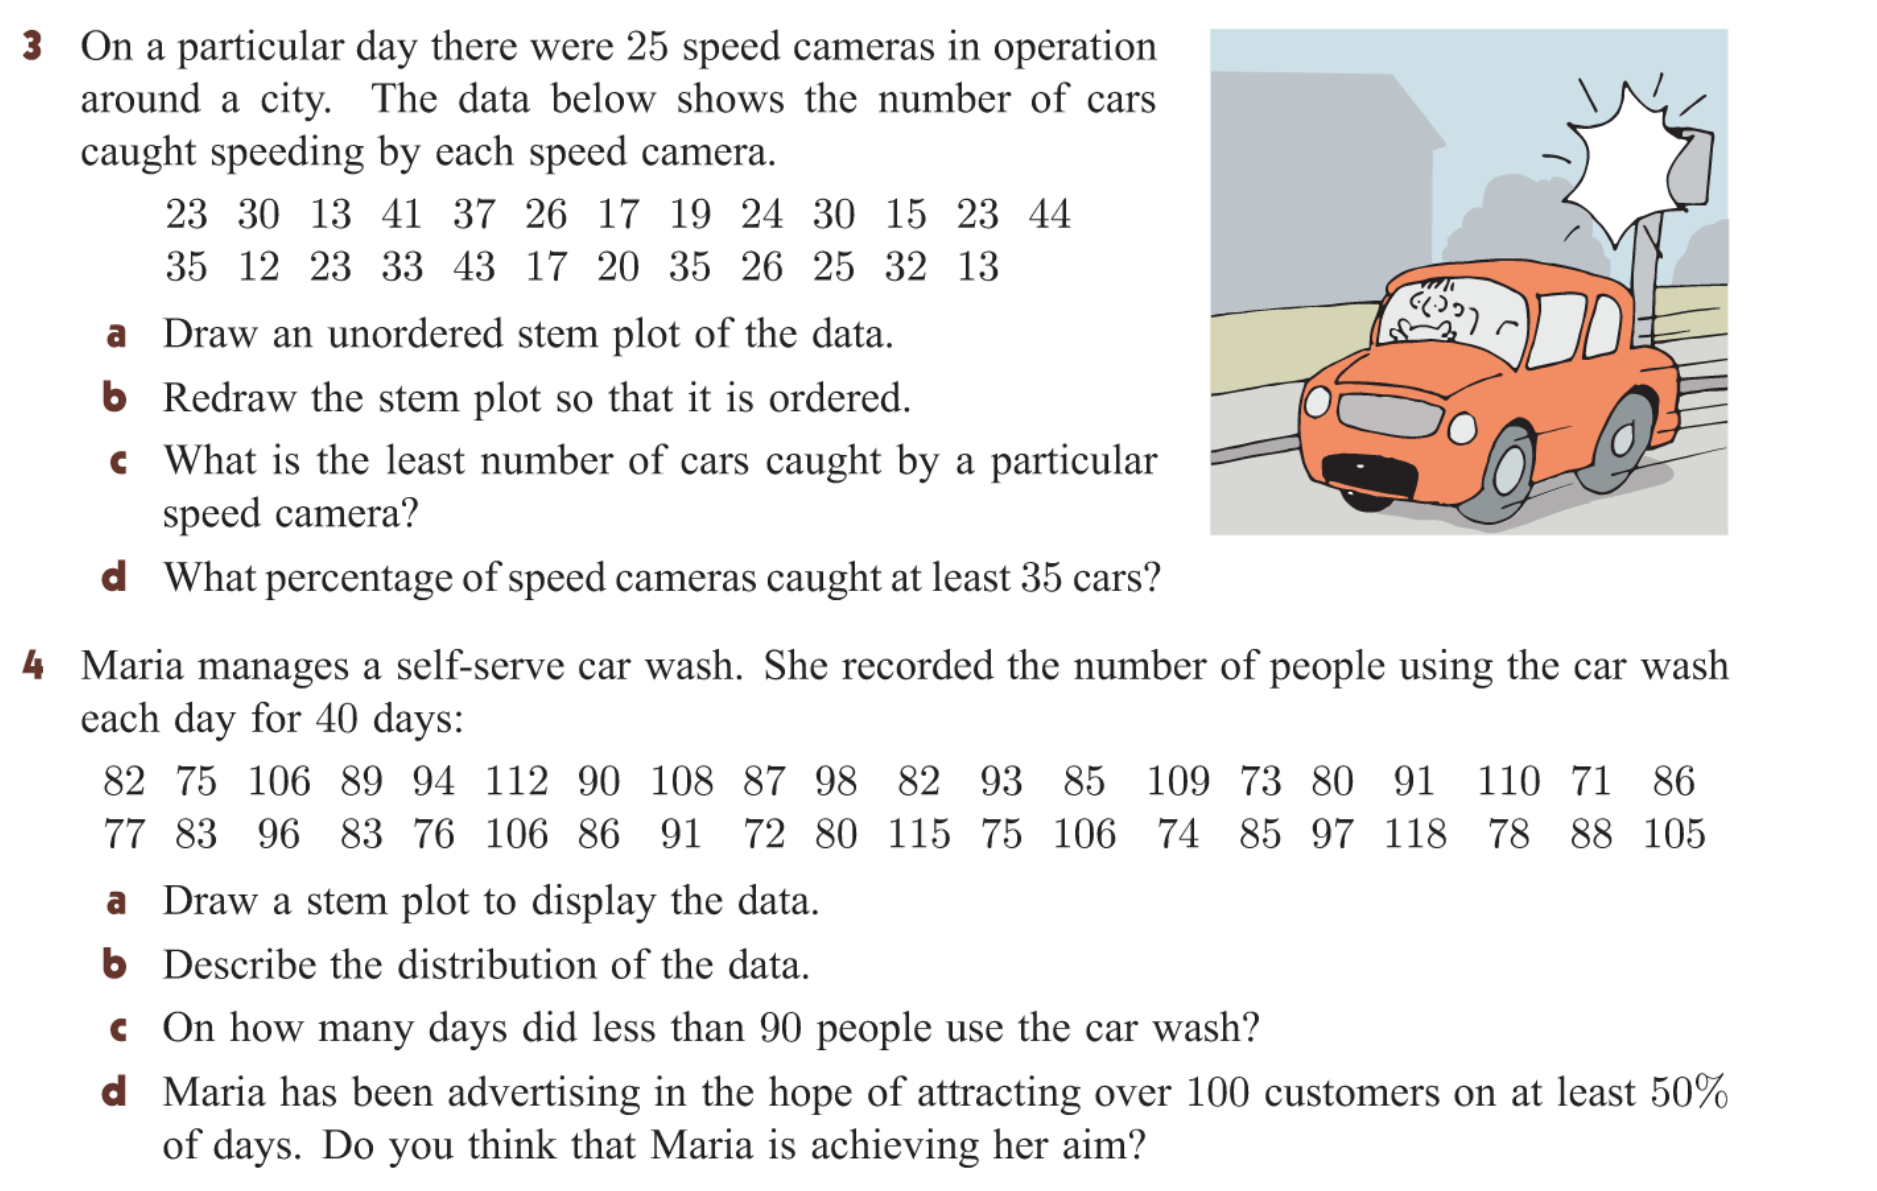 3 On a particular day there were 25 speed cameras in operation
around a city. The data below shows the number of cars
caught speeding by each speed camera.
23 30 13 41 37 26 17 19 24 30 15 23 44
35 12 23 33 43 17 20 35 26 25 32 13
a Draw an unordered stem plot of the data.
b Redraw the stem plot so that it is ordered.
c What is the least number of cars caught by a particular
speed camera?
d What percentage of speed cameras caught at least 35 cars?
4 Maria manages a self-serve car wash. She recorded the number of people using the car wash
each day for 40 days:
82 75 106 89 94 112 90 108 87 98 82 93 85 109 73 80 91 110 71 86
77 83 96 83 76 106 86 91 72 80 115 75 106 74 85 97 118 78 88 105
a Draw a stem plot to display the data.
b Describe the distribution of the data.
c On how many days did less than 90 people use the car wash?
d Maria has been advertising in the hope of attracting over 100 customers on at least 50%
of days. Do you think that Maria is achieving her aim?